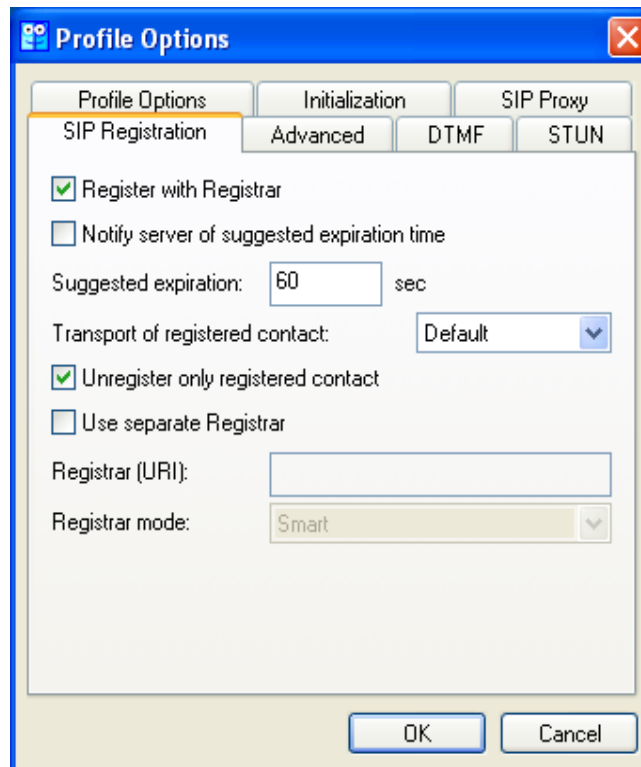 Profile Options
Profile Options Initialization SIP Proxy
SIP Registration Advanced DTMF STUN
Register with Registrar
Notify server of suggested expiration time
Suggested expiration: 60 sec
Transport of registered contact: Default
Unregister only registered contact
Use separate Registrar
Registrar (URI):
Registrar mode: Smart
OK Cancel